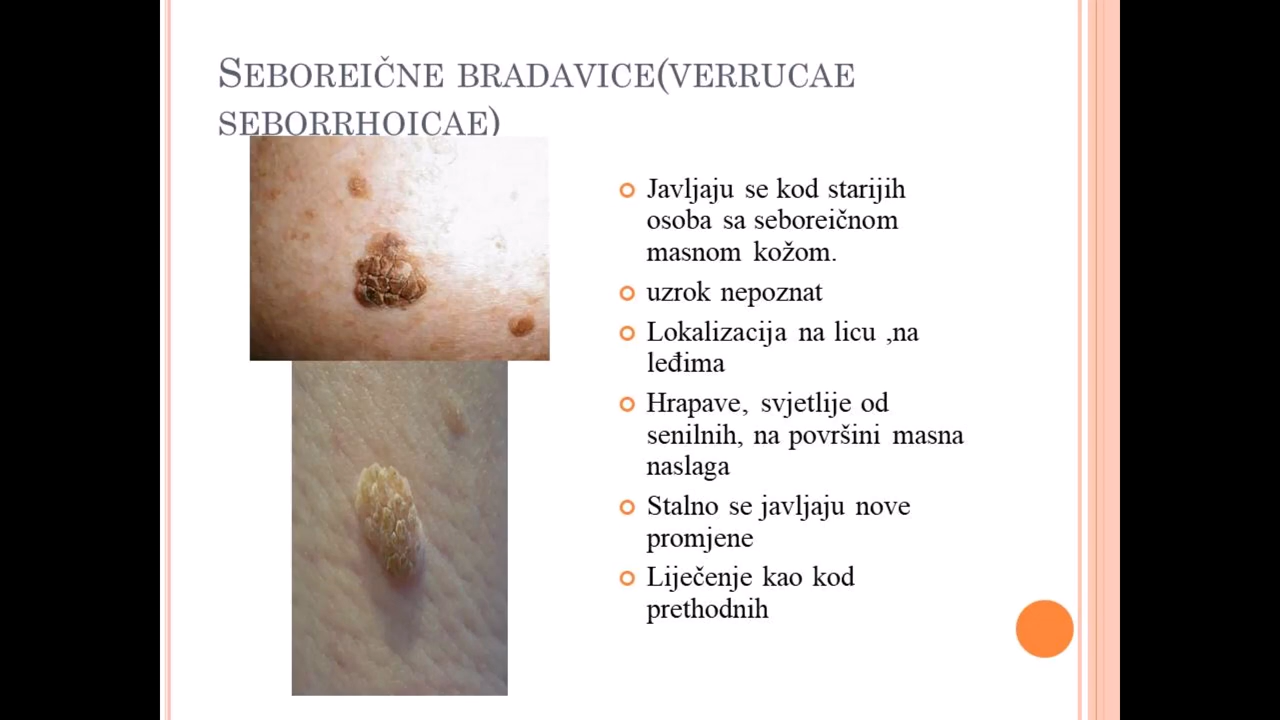 SEBOREIČNE BRADAVICE(VERRUCAE
SEBORRHOICAE)
Javljaju se kod starijih
osoba sa seboreičnom
masnom kožom.
uzrok nepoznat
Lokalizacija na licu ,na
leđima
Hrapave, svjetlije od
senilnih, na površini masna
naslaga
Stalno se javljaju nove
promjene
Liječenje kao kod
prethodnih